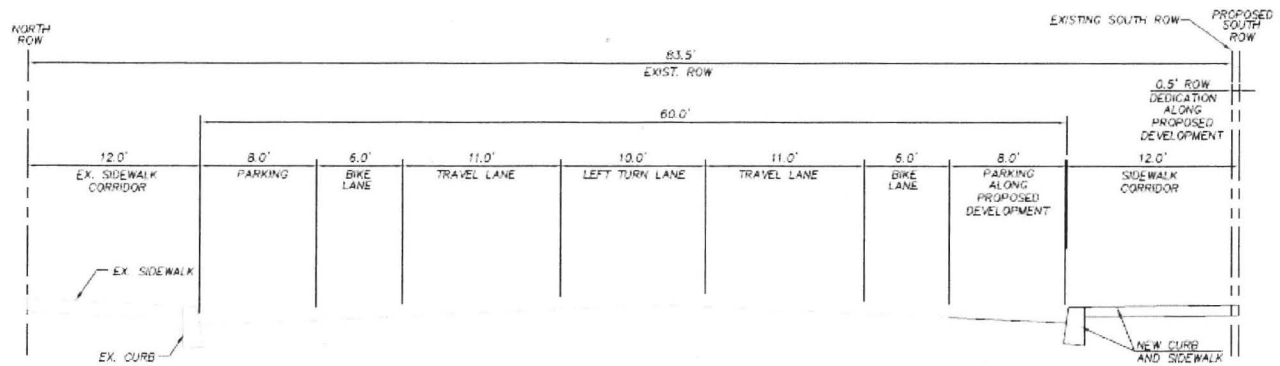 NORTH
ROW
EXISTING SOUTH ROW
PROPOSED
SOUTH
ROW
83.5'
EXIST. ROW
0.5' ROW
DEDICATION
ALONG
PROPOSED
DEVELOPMENT
60.0'
12.0'
EX. SIDEWALK
CORRIDOR
8.0'
PARKING
6.0'
BIKE
LANE
11.0'
TRAVEL LANE
10.0'
LEFT TURN LANE
11.0'
TRAVEL LANE
6.0'
BIKE
LANE
8.0'
PARKING
ALONG
PROPOSED
DEVELOPMENT
12.0'
SIDEWALK
CORRIDOR
EX. SIDEWALK
EX. CURB
NEW CURB
AND SIDEWALK